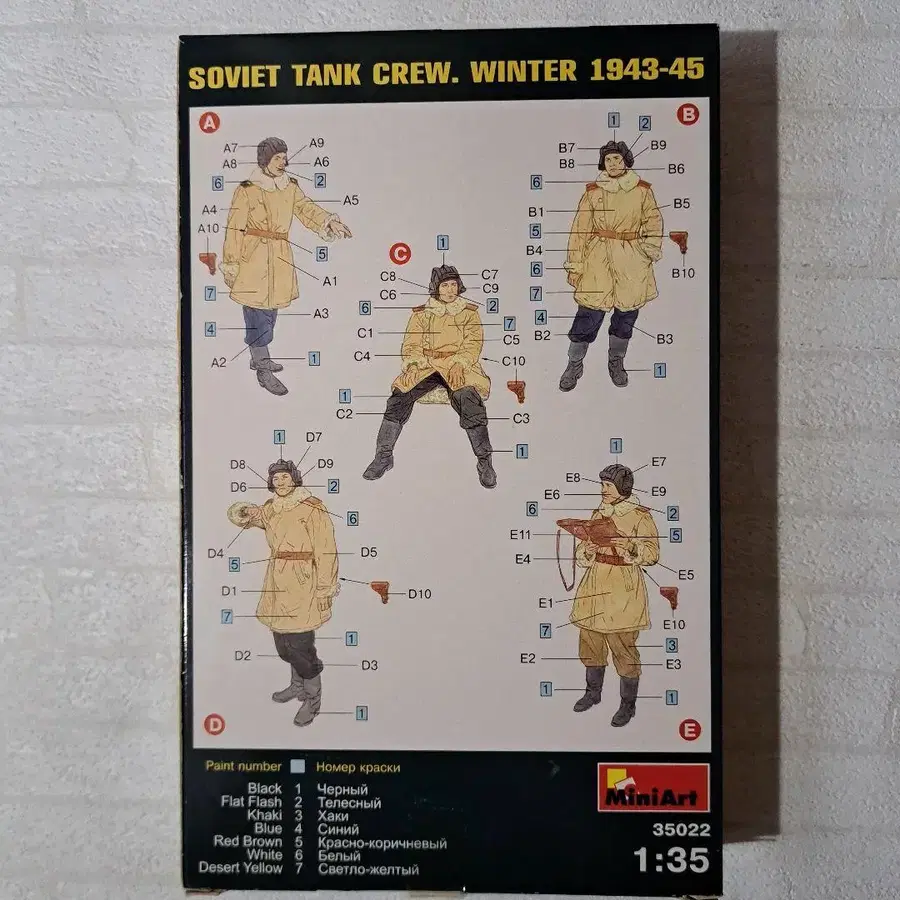 SOVIET TANK CREW. WINTER 1943-45
A
A7
A9
A8
A6
6
2
A4
A5
A10
5
A1
7
A3
4
A2
1
B
1
2
B7
B9
B8
B6
6
B1
B5
5
B4
B10
6
7
4
B2
B3
1
C
1
C8
C7
C6
C9
6
2
C1
7
C5
C4
C10
1
C2
C3
1
1
D7
D8
D9
D6
2
6
D4
D5
5
D1
D10
7
1
D2
D3
1
D
1
E7
E8
E6
E9
6
2
E11
5
E4
E5
E1
E10
7
3
E2
E3
1
1
E
Paint number Номер краски
Black 1 Черный
Flat Flash 2 Телесный
Khaki 3 Хаки
Blue 4 Синий
Red Brown 5 Красно-коричневый
White 6 Белый
Desert Yellow 7 Светло-желтый
MiniArt
35022
1:35